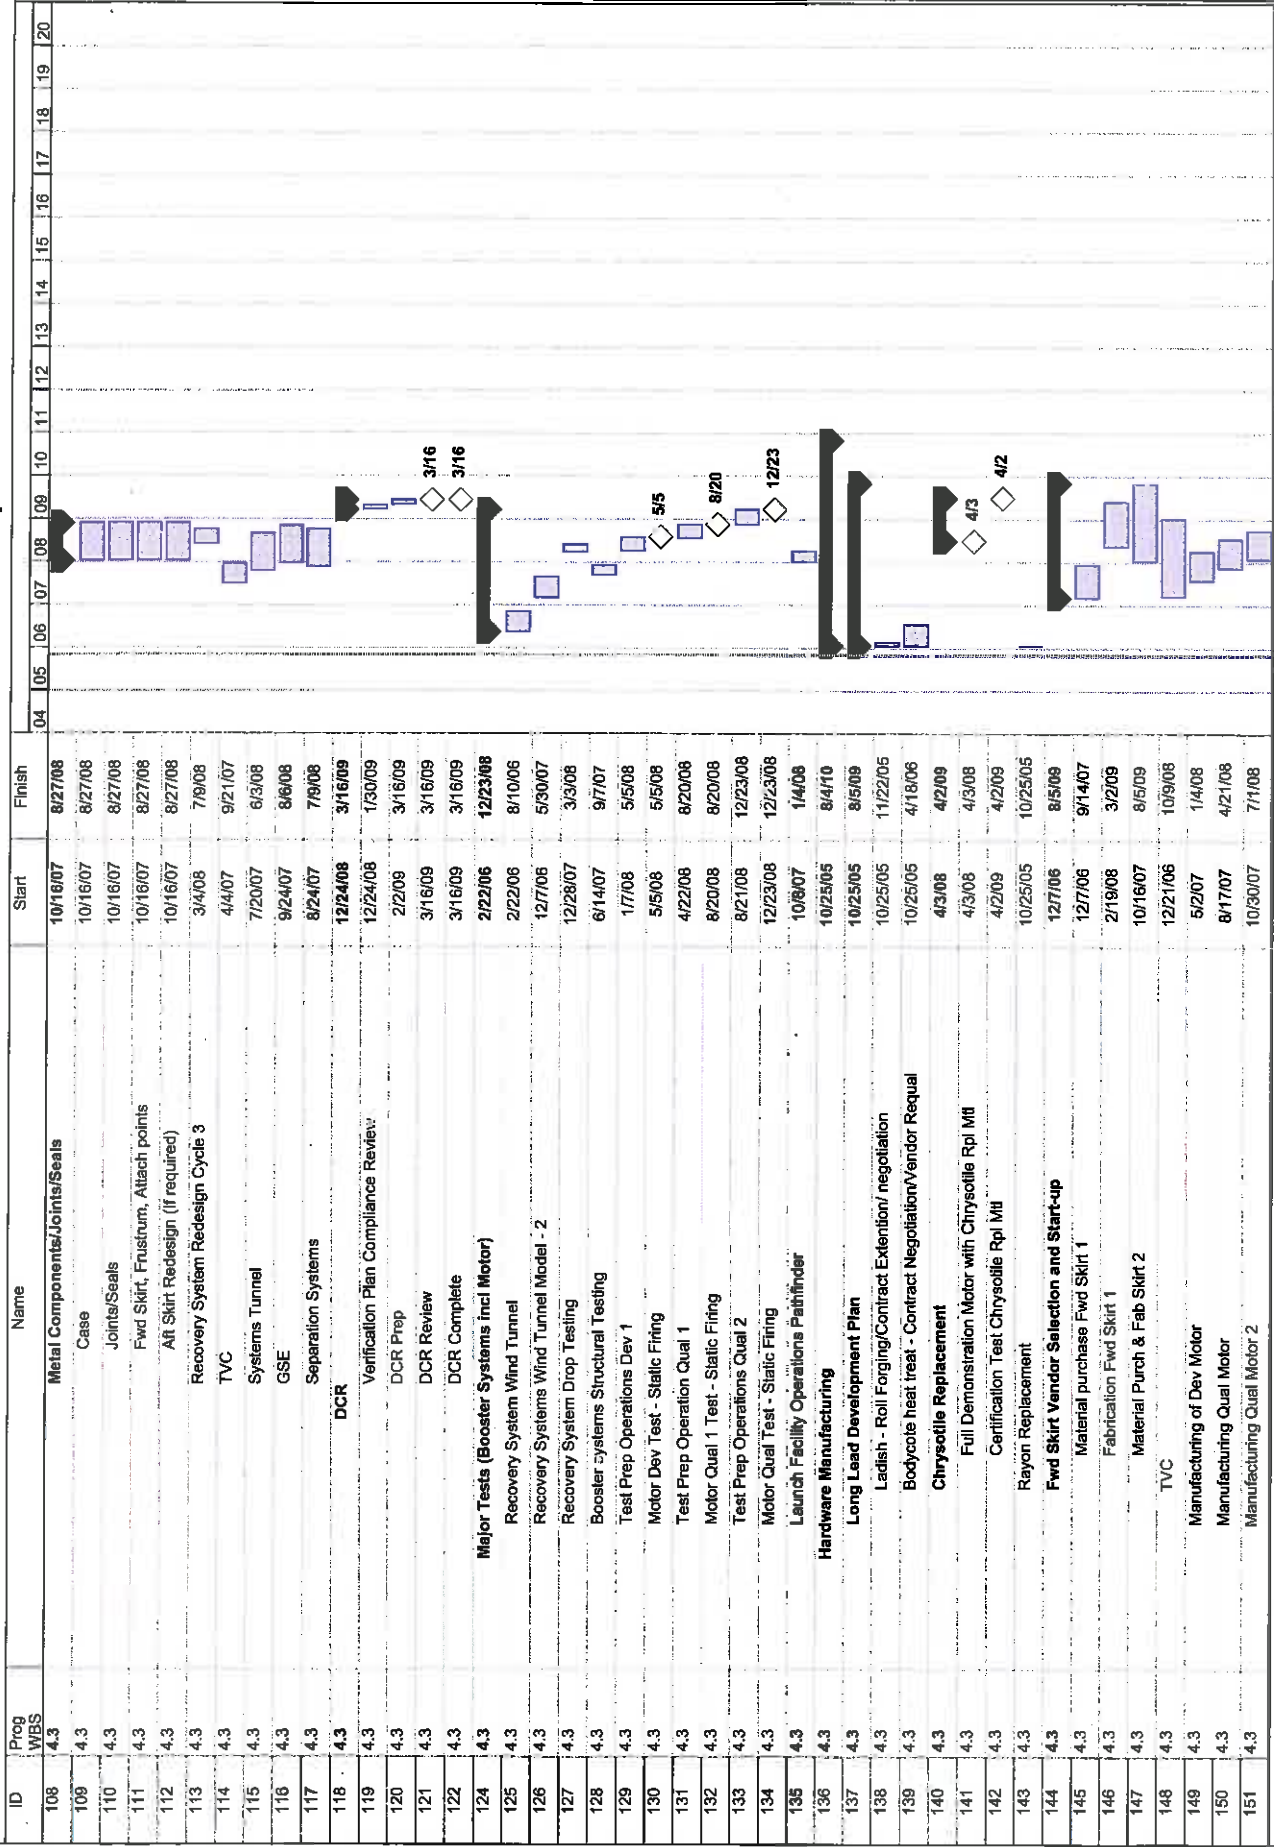 ID Prog WBS Name Start Finish 04 05 06 07 08 09 10 11 12 13 14 15 16 17 18 19 20
108 4.3 Metal Components/Joints/Seals 10/16/07 8/27/08
109 4.3 Case 10/16/07 8/27/08
110 4.3 Joints/Seals 10/16/07 8/27/08
111 4.3 Fwd Skirt, Frustrum, Attach points 10/16/07 8/27/08
112 4.3 Aft Skirt Redesign (if required) 10/16/07 8/27/08
113 4.3 Recovery System Redesign Cycle 3 3/4/08 7/9/08
114 4.3 TVC 4/4/07 9/21/07
115 4.3 Systems Tunnel 7/20/07 6/3/08
116 4.3 GSE 9/24/07 8/6/08
117 4.3 Separation Systems 8/24/07 7/9/08
118 4.3 DCR 12/24/08 3/16/09
119 4.3 Verification Plan Compliance Review 12/24/08 1/30/09
120 4.3 DCR Prep 2/2/09 3/16/09
121 4.3 DCR Review 3/16/09 3/16/09 3/16
122 4.3 DCR Complete 3/16/09 3/16/09 3/16
124 4.3 Major Tests (Booster Systems incl Motor) 2/22/06 12/23/08
125 4.3 Recovery System Wind Tunnel 2/22/06 8/10/06
126 4.3 Recovery Systems Wind Tunnel Model - 2 12/7/06 5/30/07
127 4.3 Recovery System Drop Testing 12/28/07 3/3/08
128 4.3 Booster systems Structural Testing 6/14/07 9/7/07
129 4.3 Test Prep Operations Dev 1 1/7/08 5/5/08
130 4.3 Motor Dev Test - Static Firing 5/5/08 5/5/08 5/5
131 4.3 Test Prep Operation Qual 1 4/22/08 8/20/08
132 4.3 Motor Qual 1 Test - Static Firing 8/20/08 8/20/08 8/20
133 4.3 Test Prep Operations Qual 2 8/21/08 12/23/08
134 4.3 Motor Qual Test - Static Firing 12/23/08 12/23/08 12/23
135 4.3 Launch Facility Operations Pathfinder 10/8/07 1/4/08
136 4.3 Hardware Manufacturing 10/25/05 8/4/10
137 4.3 Long Lead Development Plan 10/25/05 8/5/09
138 4.3 Ladish - Roll Forging/Contract Extention/ negotiation 10/25/05 11/22/05
139 4.3 Bodycote heat treat - Contract Negotiation/Vendor Requal 10/25/05 4/18/06
140 4.3 Chrysotile Replacement 4/3/08 4/2/09
141 4.3 Full Demonstration Motor with Chrysotile Rpl Mtl 4/3/08 4/3/08 4/3
142 4.3 Certification Test Chrysotile Rpl Mtl 4/2/09 4/2/09 4/2
143 4.3 Rayon Replacement 10/25/05 10/25/05
144 4.3 Fwd Skirt Vendor Selection and Start-up 12/7/06 8/5/09
145 4.3 Material purchase Fwd Skirt 1 12/7/06 9/14/07
146 4.3 Fabrication Fwd Skirt 1 2/19/08 3/2/09
147 4.3 Material Purch & Fab Skirt 2 10/16/07 8/5/09
148 4.3 TVC 12/21/06 10/9/08
149 4.3 Manufacturing of Dev Motor 5/2/07 1/4/08
150 4.3 Manufacturing Qual Motor 8/17/07 4/21/08
151 4.3 Manufacturing Qual Motor 2 10/30/07 7/1/08